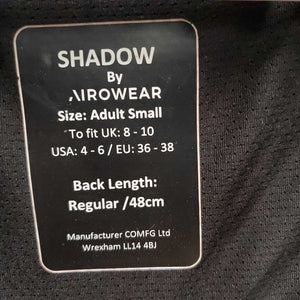 SHADOW
By
AIROWEAR
Size: Adult Small
To fit UK: 8 - 10
USA: 4 - 6 / EU: 36 - 38
Back Length:
Regular /48cm
Manufacturer COMFG Ltd
Wrexham LL14 4BJ